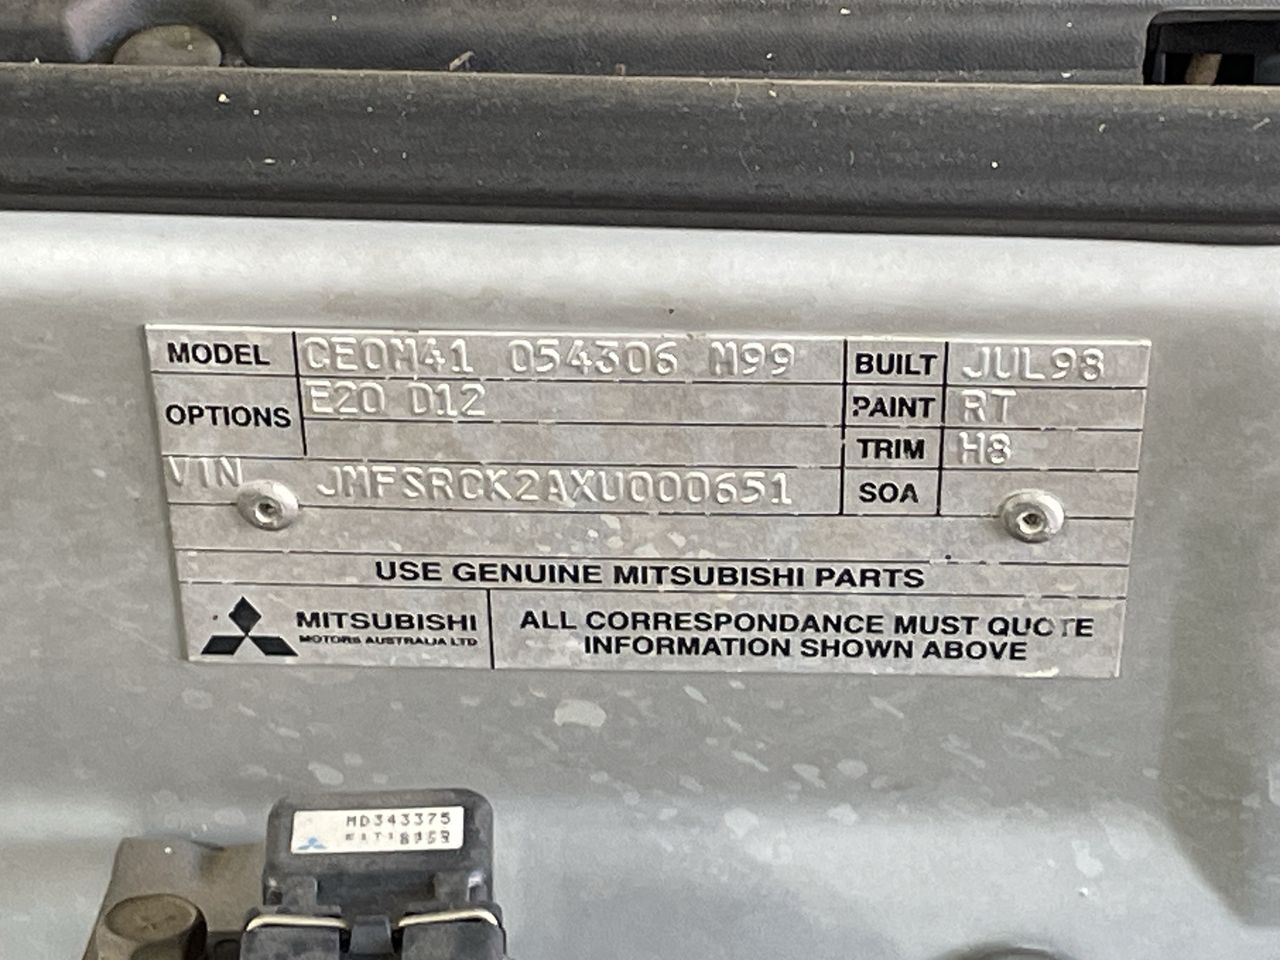 MODEL CE0M41 054306 M99 BUILT JUL98
OPTIONS E20 D12 PAINT RT
TRIM H8
VIN JMFSRCK2AXU000651 SOA
USE GENUINE MITSUBISHI PARTS
MITSUBISHI
MOTORS AUSTRALIA LTD
ALL CORRESPONDANCE MUST QUOTE
INFORMATION SHOWN ABOVE
MD343375